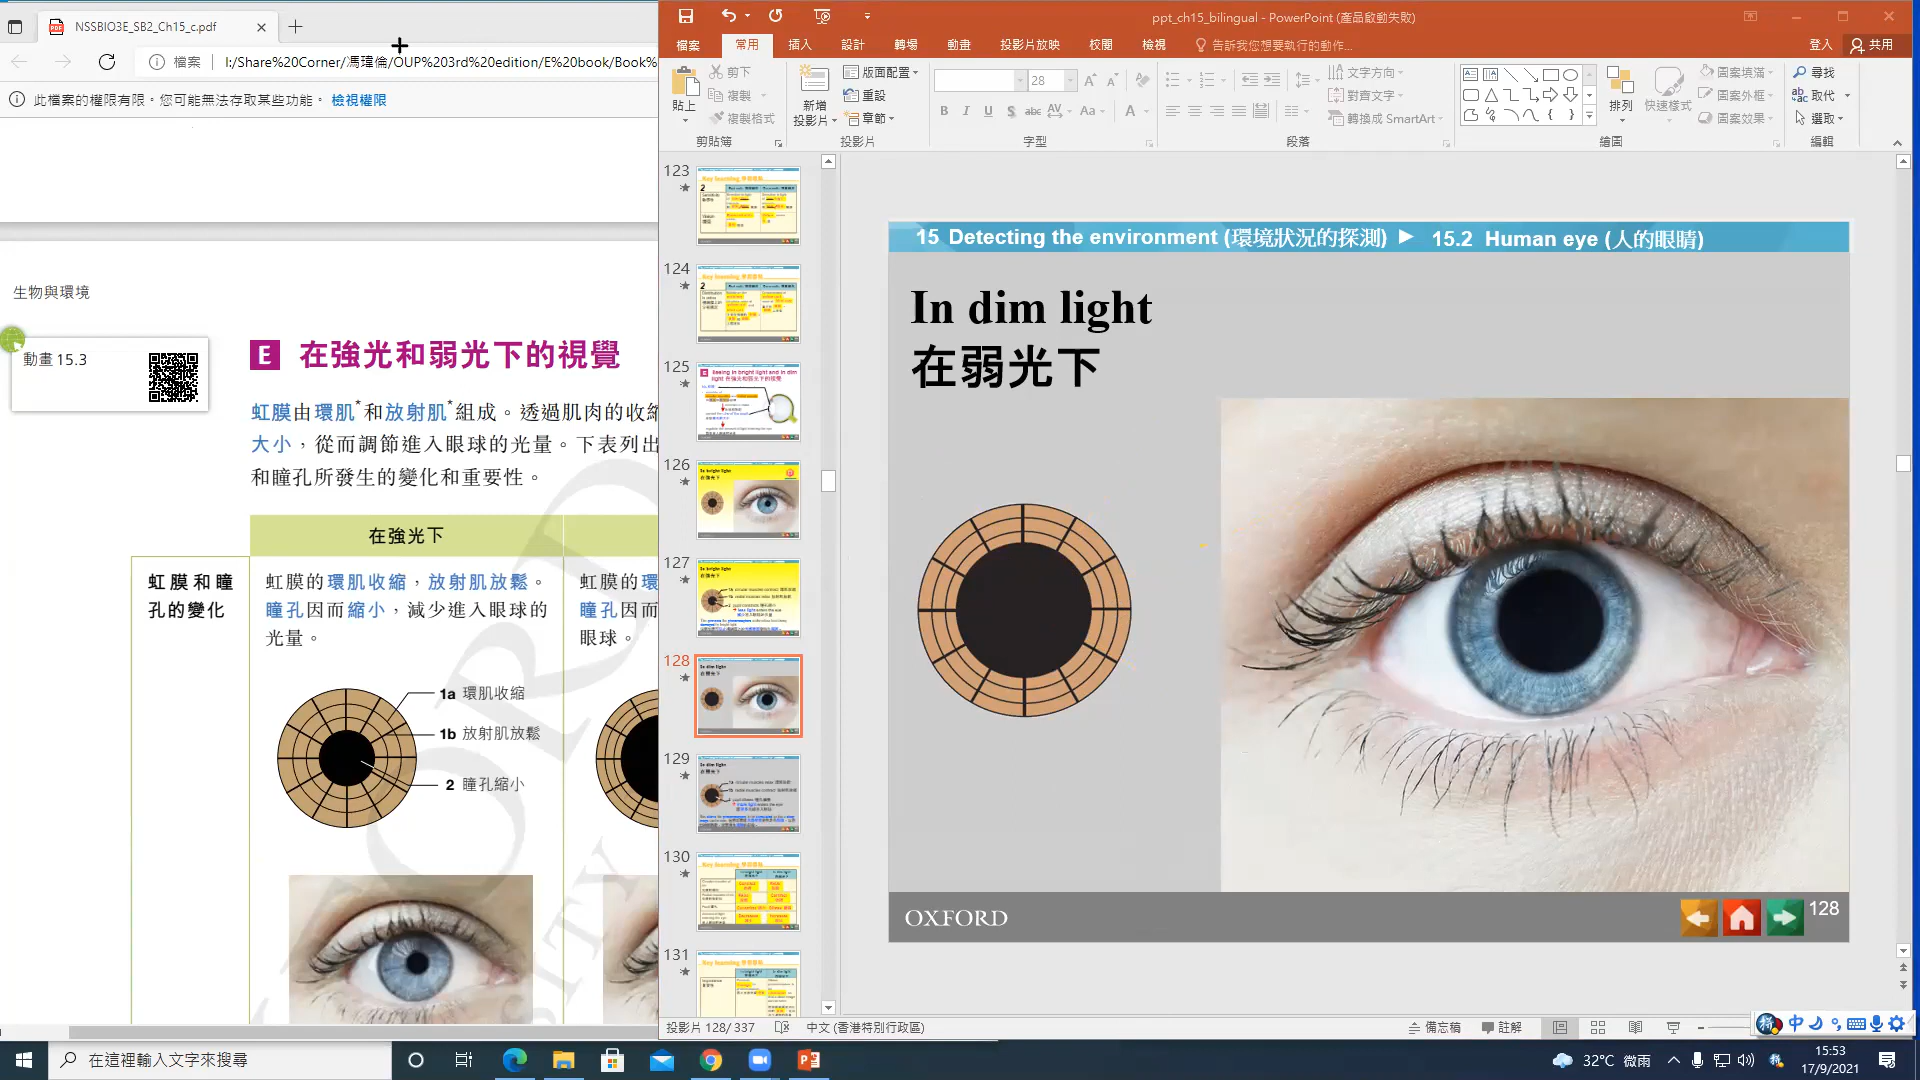 NSSBIO3E_SB2_Ch15_c.pdf
檔案
I:/Share%20Corner/馮瑋倫/OUP%203rd%20edition/E%20book/Book%
此檔案的權限有限。您可能無法存取某些功能。 檢視權限
生物與環境
動畫 15.3
E 在強光和弱光下的視覺
虹膜由環肌*和放射肌*組成。透過肌肉的收縮
大小,從而調節進入眼球的光量。下表列出
和瞳孔所發生的變化和重要性。
在強光下
虹膜和瞳
孔的變化
虹膜的環肌收縮,放射肌放鬆。
瞳孔因而縮小,減少進入眼球的
光量。
虹膜的環
瞳孔因而
眼球。
1a 環肌收縮
1b 放射肌放鬆
2 瞳孔縮小
ppt_ch15_bilingual - PowerPoint (產品啟動失敗)
檔案 常用 插入 設計 轉場 動畫 投影片放映 校閱 檢視 告訴我您想要執行的動作... 登入 共用
貼上
剪下
複製
複製格式
剪貼簿
新增
投影片
版面配置
重設
章節
投影片
28
字型
文字方向
對齊文字
轉換成 SmartArt
段落
排列
快速樣式
圖案填滿
圖案外框
圖案效果
繪圖
尋找
取代
選取
編輯
123
124
125
126
127
128
129
130
131
15 Detecting the environment (環境狀況的探測) ► 15.2 Human eye (人的眼睛)
In dim light
在弱光下
OXFORD
128
投影片 128/ 337 中文 (香港特別行政區) 備忘稿 註解
在這裡輸入文字來搜尋
32°C 微雨
15:53
17/9/2021